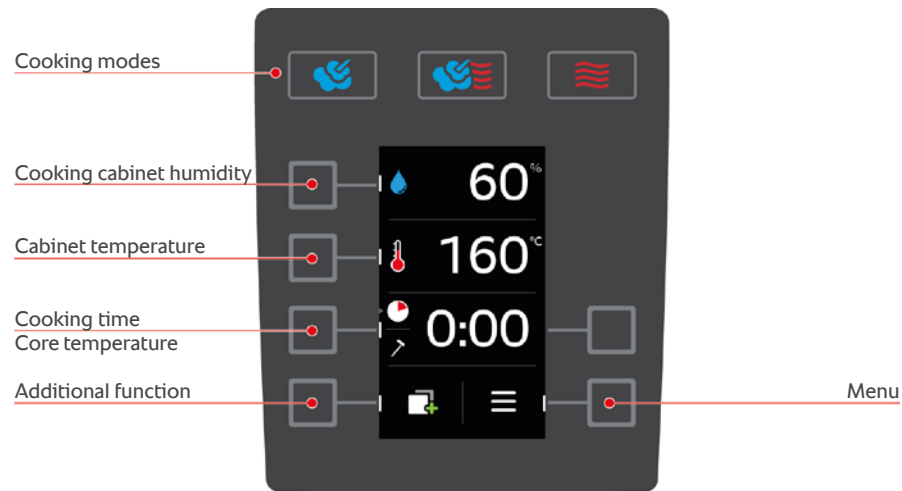 Cooking modes
Cooking cabinet humidity
60%
Cabinet temperature
160°C
Cooking time
Core temperature
0:00
Additional function
Menu